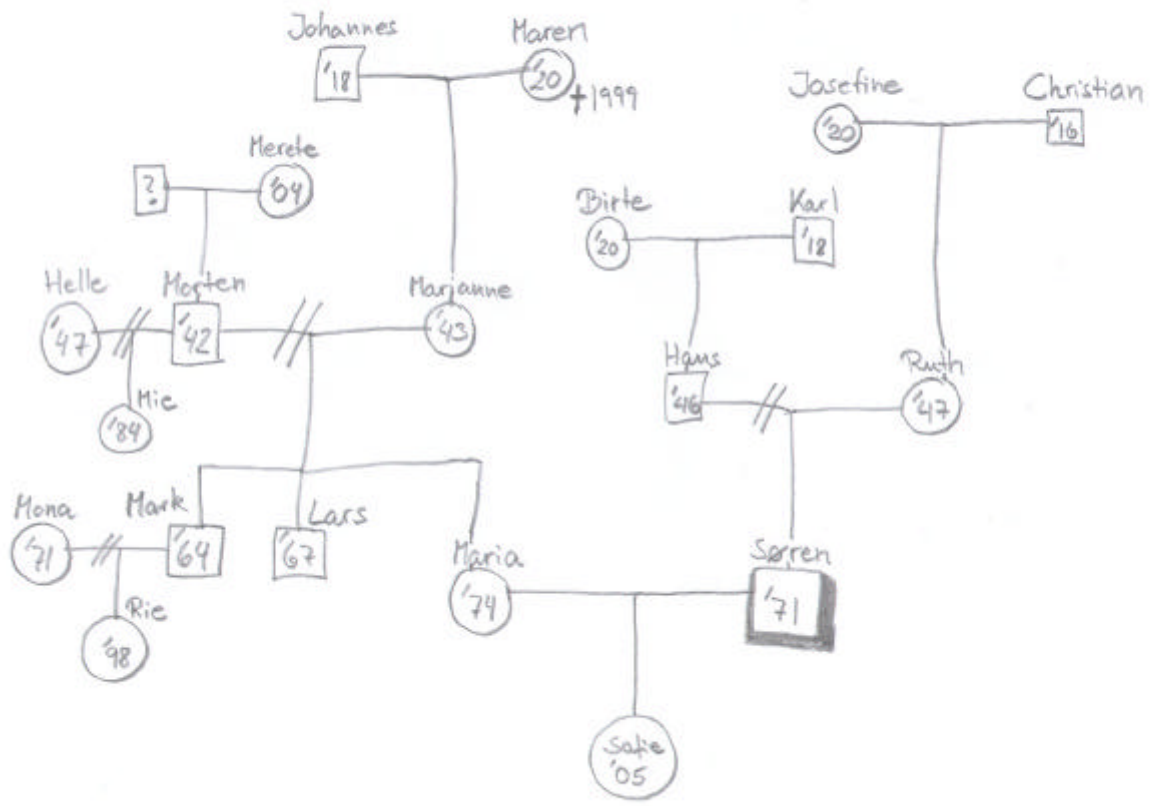 Johannes
Maren
'18
'20
†1999
Josefine
Christian
'20
'16
Merete
?
'04
Birte
Karl
'20
'18
Helle
Morten
Marianne
'47
'42
'43
Hans
Ruth
'46
'47
Mie
'84
Mona
Mark
Lars
'71
'64
'67
Maria
Søren
'74
'71
Rie
'98
Sofie
'05